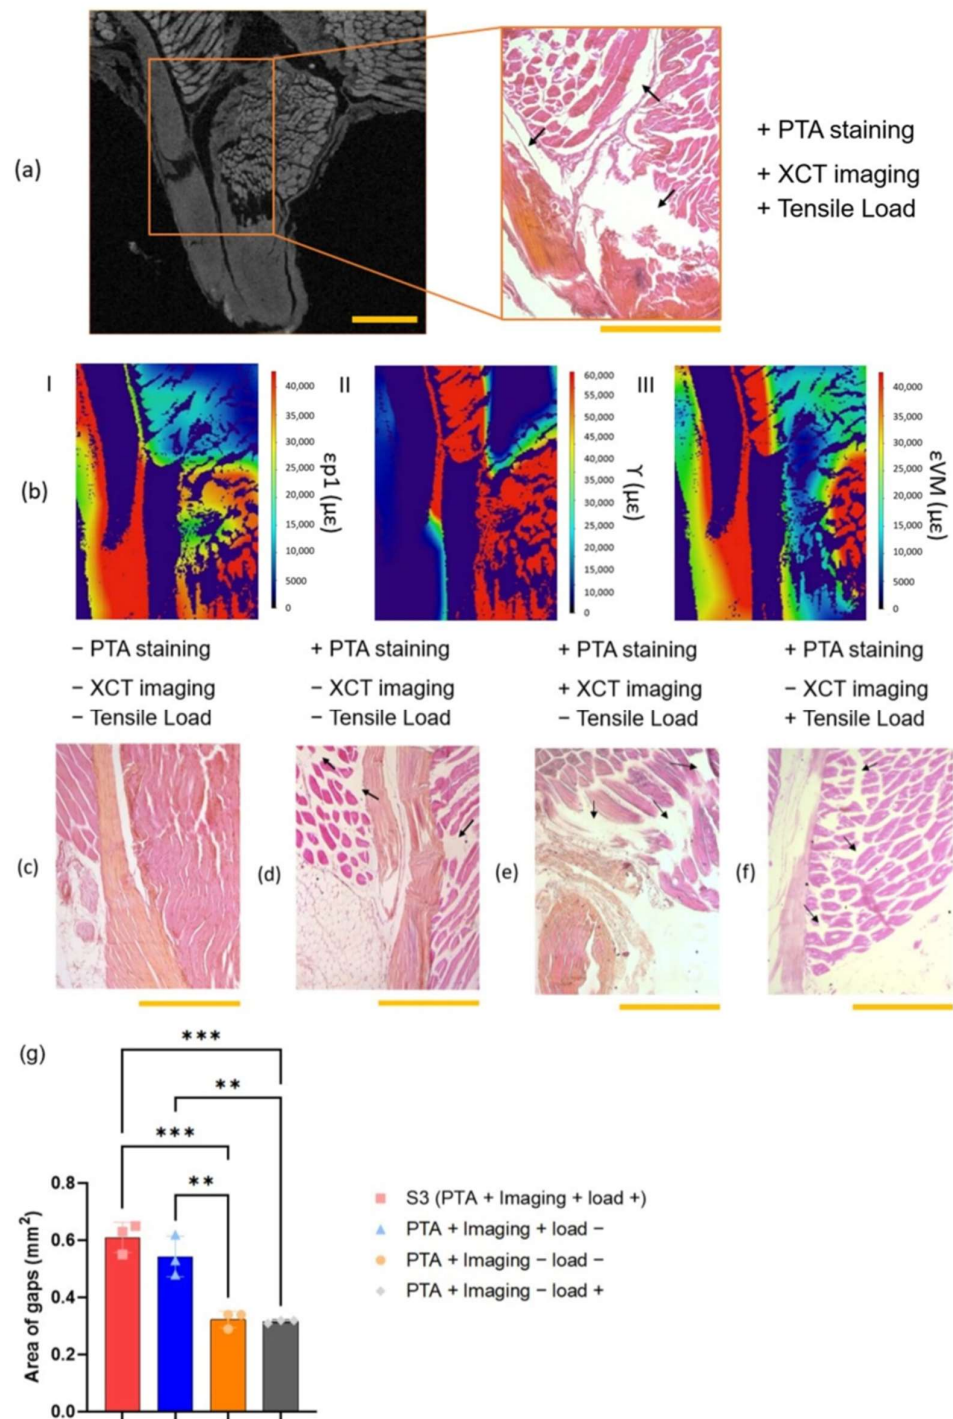 (a)
+ PTA staining
+ XCT imaging
+ Tensile Load
(b)
I
40,000
35,000
30,000
25,000
20,000
15,000
10,000
5000
0
εp1 (µε)
II
60,000
55,000
50,000
45,000
40,000
35,000
30,000
25,000
20,000
15,000
10,000
5,000
0
ϒ (µε)
III
40,000
35,000
30,000
25,000
20,000
15,000
10,000
5000
0
εVM (µε)
− PTA staining
− XCT imaging
− Tensile Load
+ PTA staining
− XCT imaging
− Tensile Load
+ PTA staining
+ XCT imaging
− Tensile Load
+ PTA staining
− XCT imaging
+ Tensile Load
(c)
(d)
(e)
(f)
(g)
***
**
***
**
Area of gaps (mm²)
0.8
0.6
0.4
0.2
0.0
S3 (PTA + Imaging + load +)
PTA + Imaging + load −
PTA + Imaging − load −
PTA + Imaging − load +